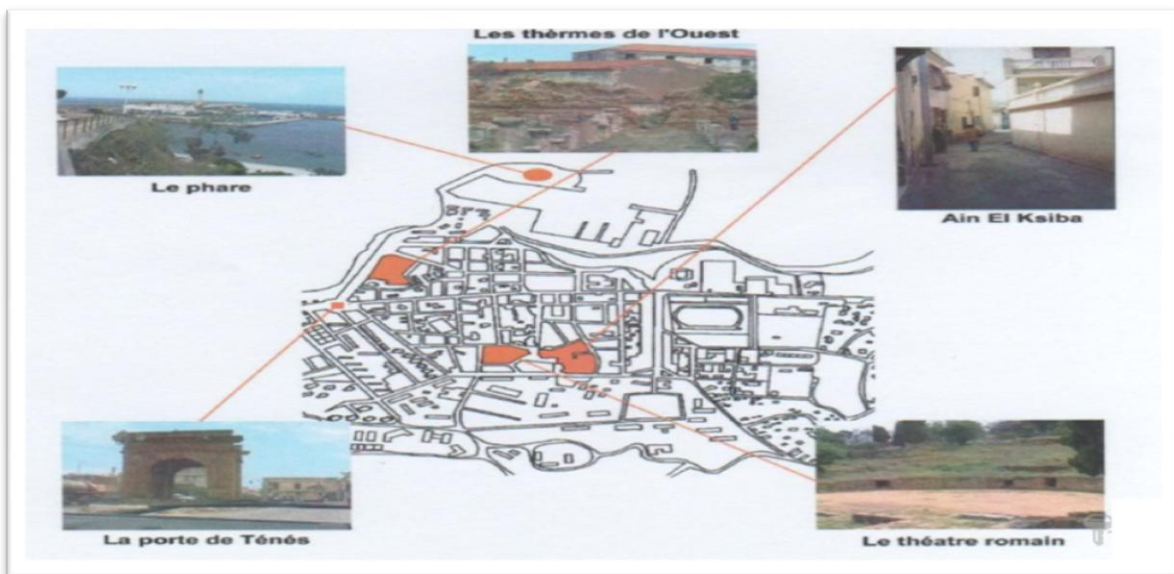 Les thèrmes de l'Ouest
Le phare
Ain El Ksiba
La porte de Ténés
Le théatre romain